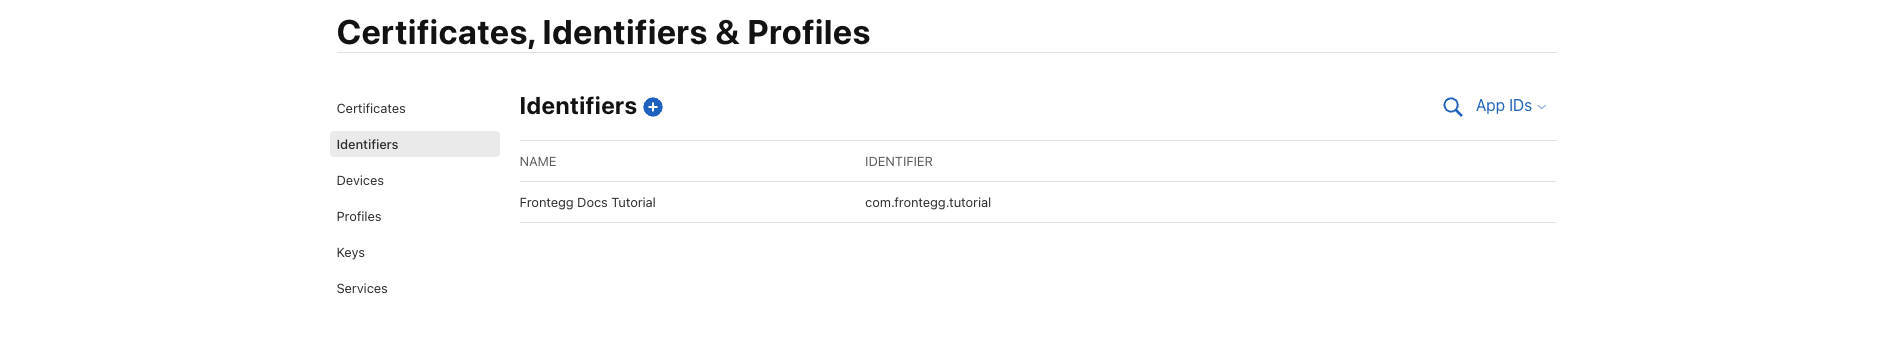 Certificates, Identifiers & Profiles
Certificates
Identifiers
Devices
Profiles
Keys
Services
Identifiers
App IDs
NAME IDENTIFIER
Frontegg Docs Tutorial com.frontegg.tutorial